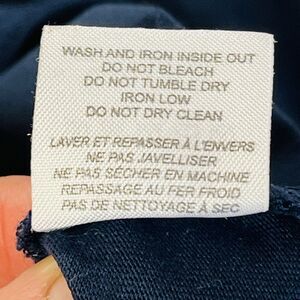 WASH AND IRON INSIDE OUT
DO NOT BLEACH
DO NOT TUMBLE DRY
IRON LOW
DO NOT DRY CLEAN
LAVER ET REPASSER À L'ENVERS
NE PAS JAVELLISER
NE PAS SÉCHER EN MACHINE
REPASSAGE AU FER FROID
PAS DE NETTOYAGE À SEC